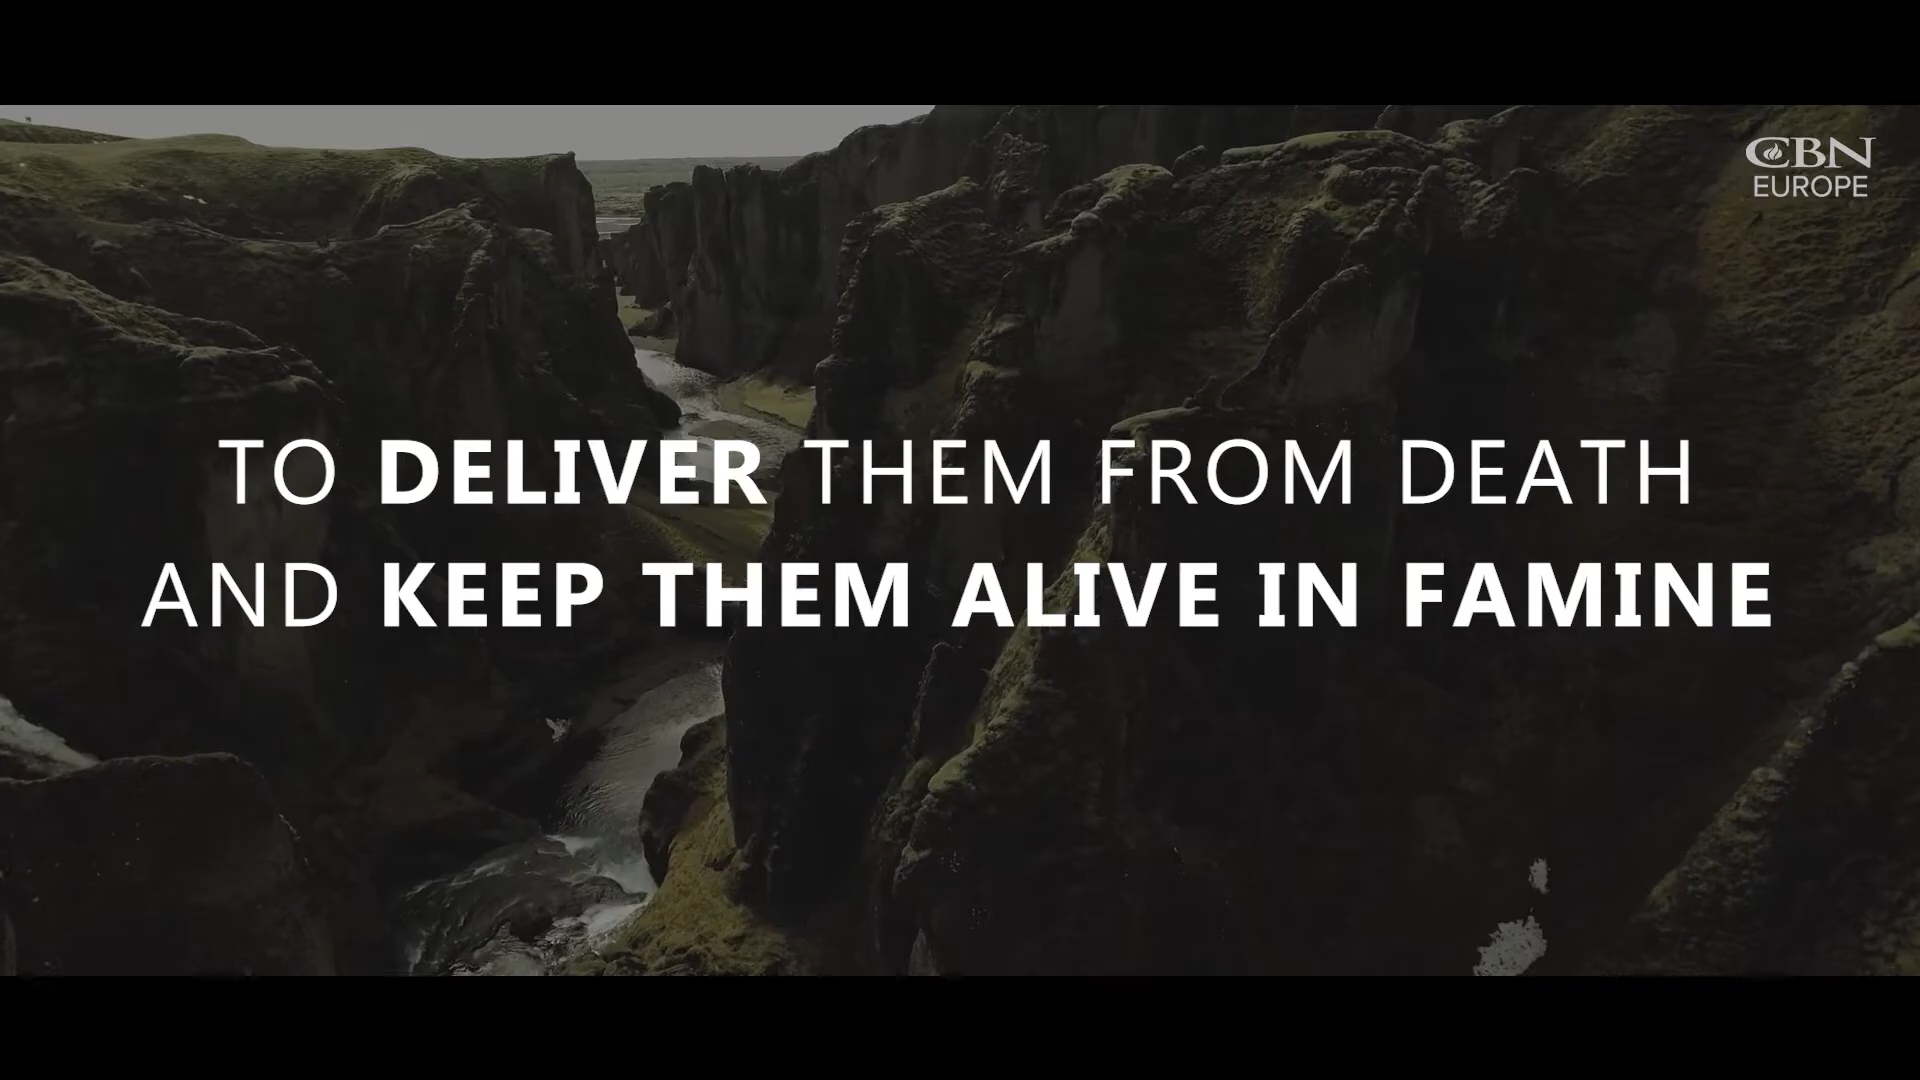 CBN
EUROPE
TO DELIVER THEM FROM DEATH
AND KEEP THEM ALIVE IN FAMINE